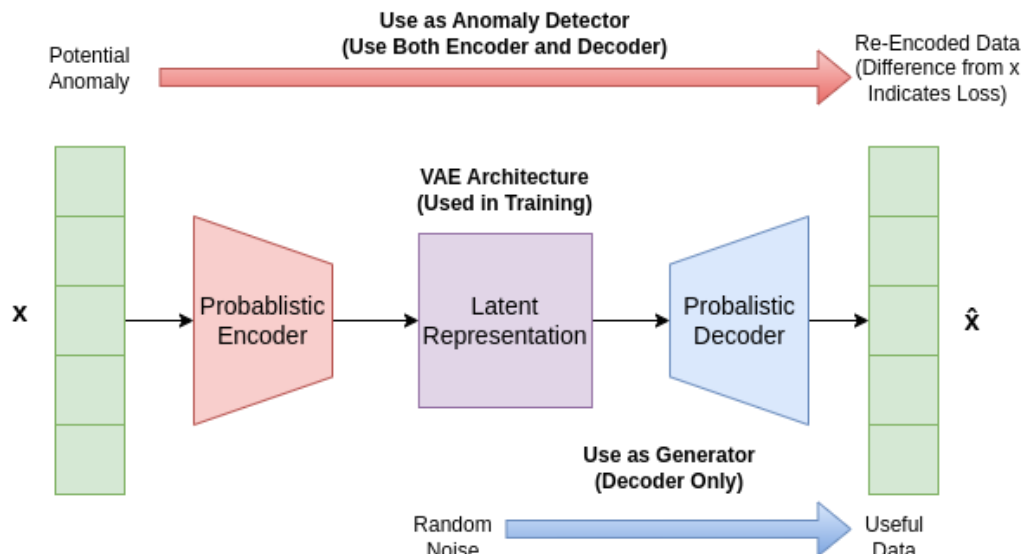 Use as Anomaly Detector
(Use Both Encoder and Decoder)
Potential
Anomaly
Re-Encoded Data
(Difference from x
Indicates Loss)
VAE Architecture
(Used in Training)
x
Probablistic
Encoder
Latent
Representation
Probalistic
Decoder
x̂
Use as Generator
(Decoder Only)
Random
Noise
Useful
Data